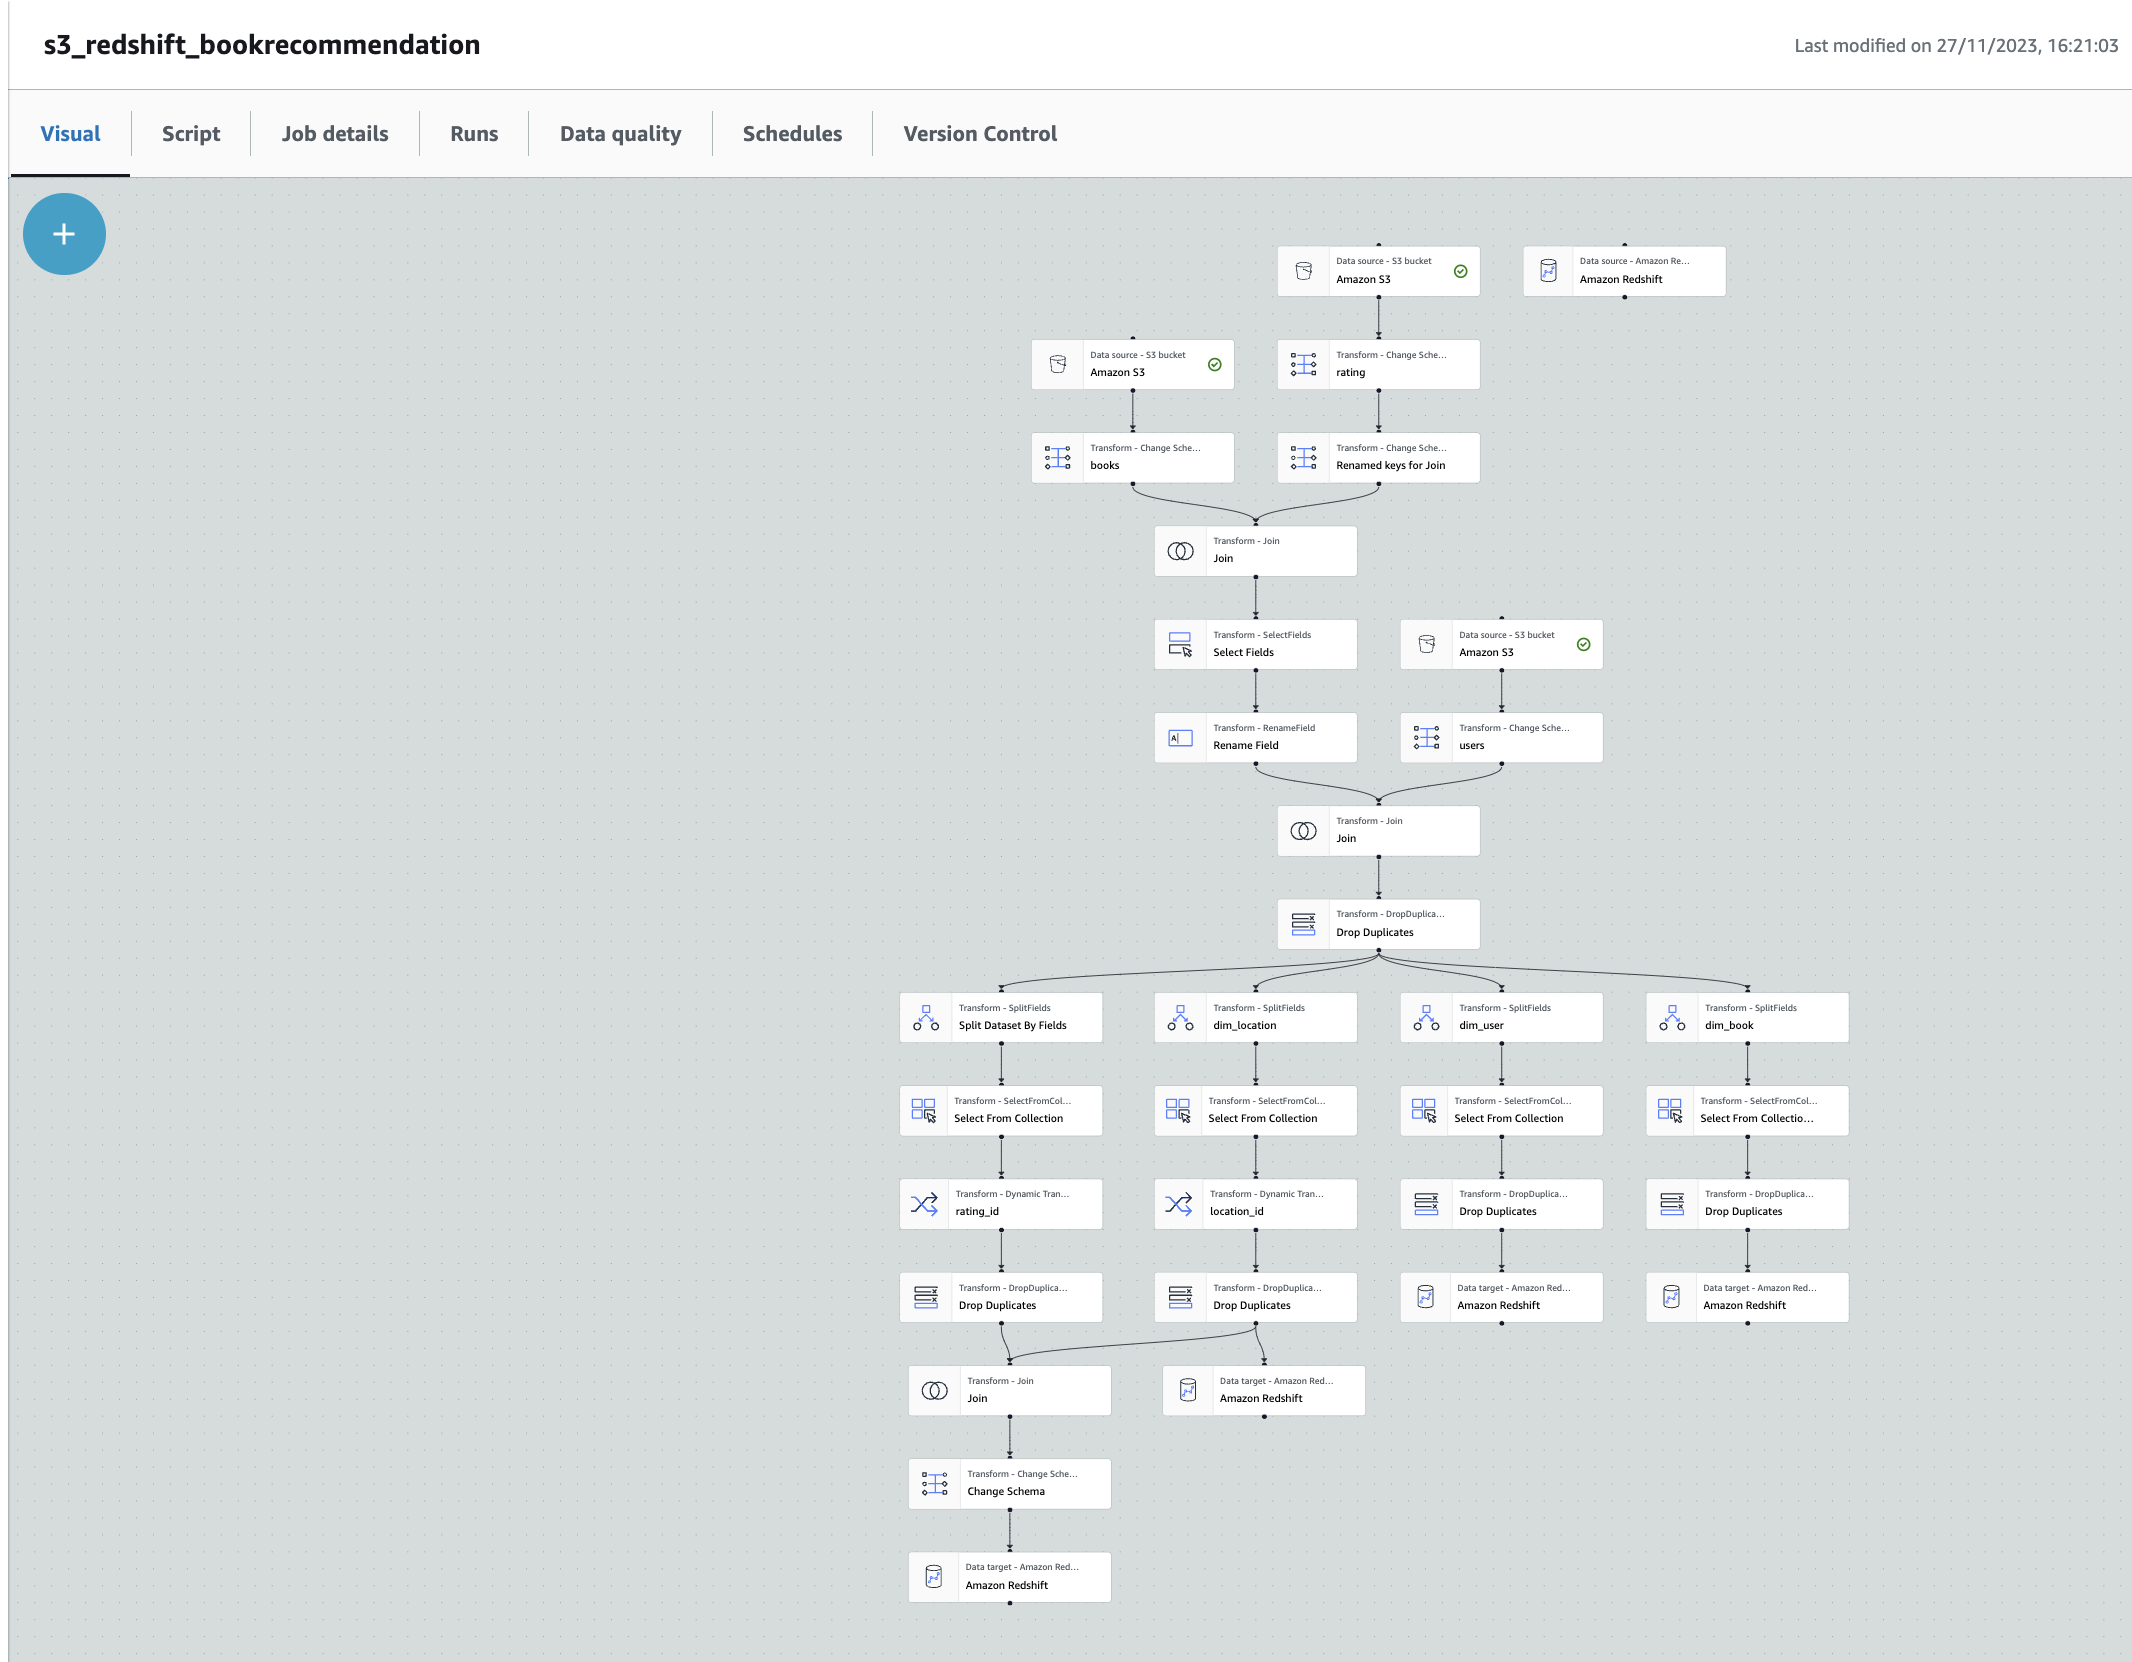 s3_redshift_bookrecommendation
Last modified on 27/11/2023, 16:21:03
Visual
Script
Job details
Runs
Data quality
Schedules
Version Control
+
Data source - S3 bucket
Amazon S3
Data source - Amazon Re...
Amazon Redshift
Data source - S3 bucket
Amazon S3
Transform - Change Sche...
rating
Transform - Change Sche...
books
Transform - Change Sche...
Renamed keys for Join
Transform - Join
Join
Transform - SelectFields
Select Fields
Data source - S3 bucket
Amazon S3
Transform - RenameField
Rename Field
Transform - Change Sche...
users
Transform - Join
Join
Transform - DropDuplica...
Drop Duplicates
Transform - SplitFields
Split Dataset By Fields
Transform - SplitFields
dim_location
Transform - SplitFields
dim_user
Transform - SplitFields
dim_book
Transform - SelectFromCol...
Select From Collection
Transform - SelectFromCol...
Select From Collection
Transform - SelectFromCol...
Select From Collection
Transform - SelectFromCol...
Select From Collectio...
Transform - Dynamic Tran...
rating_id
Transform - Dynamic Tran...
location_id
Transform - DropDuplica...
Drop Duplicates
Transform - DropDuplica...
Drop Duplicates
Transform - DropDuplica...
Drop Duplicates
Transform - DropDuplica...
Drop Duplicates
Data target - Amazon Red...
Amazon Redshift
Data target - Amazon Red...
Amazon Redshift
Transform - Join
Join
Data target - Amazon Red...
Amazon Redshift
Transform - Change Sche...
Change Schema
Data target - Amazon Red...
Amazon Redshift